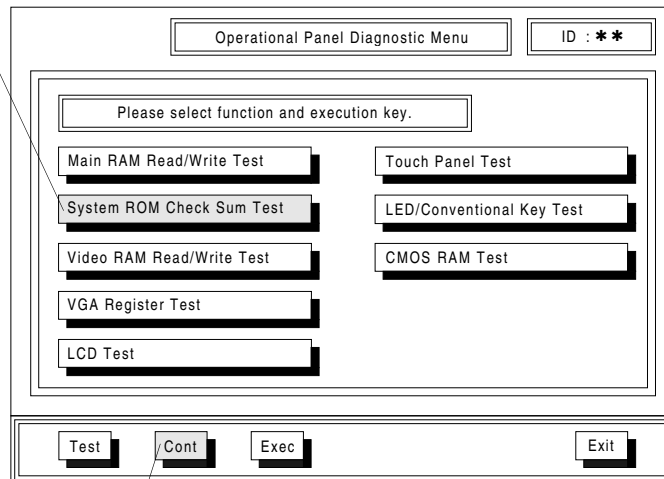 Operational Panel Diagnostic Menu
ID : **
Please select function and execution key.
Main RAM Read/Write Test
Touch Panel Test
System ROM Check Sum Test
LED/Conventional Key Test
Video RAM Read/Write Test
CMOS RAM Test
VGA Register Test
LCD Test
Test
Cont
Exec
Exit